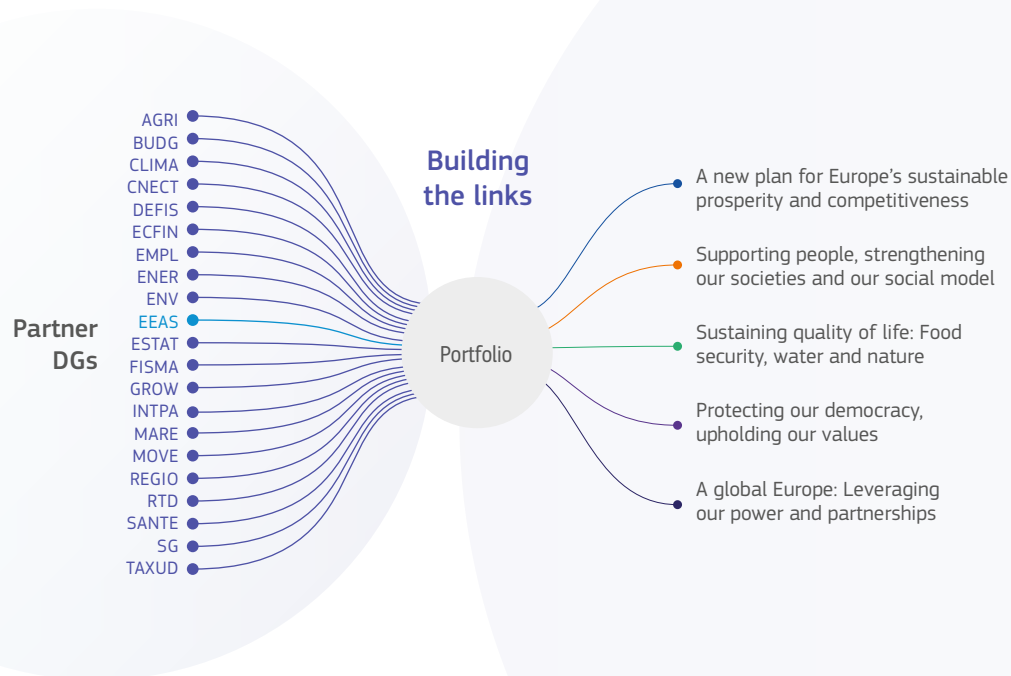 Building
the links
Partner
DGs
AGRI
BUDG
CLIMA
CNECT
DEFIS
ECFIN
EMPL
ENER
ENV
EEAS
ESTAT
FISMA
GROW
INTPA
MARE
MOVE
REGIO
RTD
SANTE
SG
TAXUD
Portfolio
A new plan for Europe’s sustainable
prosperity and competitiveness
Supporting people, strengthening
our societies and our social model
Sustaining quality of life: Food
security, water and nature
Protecting our democracy,
upholding our values
A global Europe: Leveraging
our power and partnerships